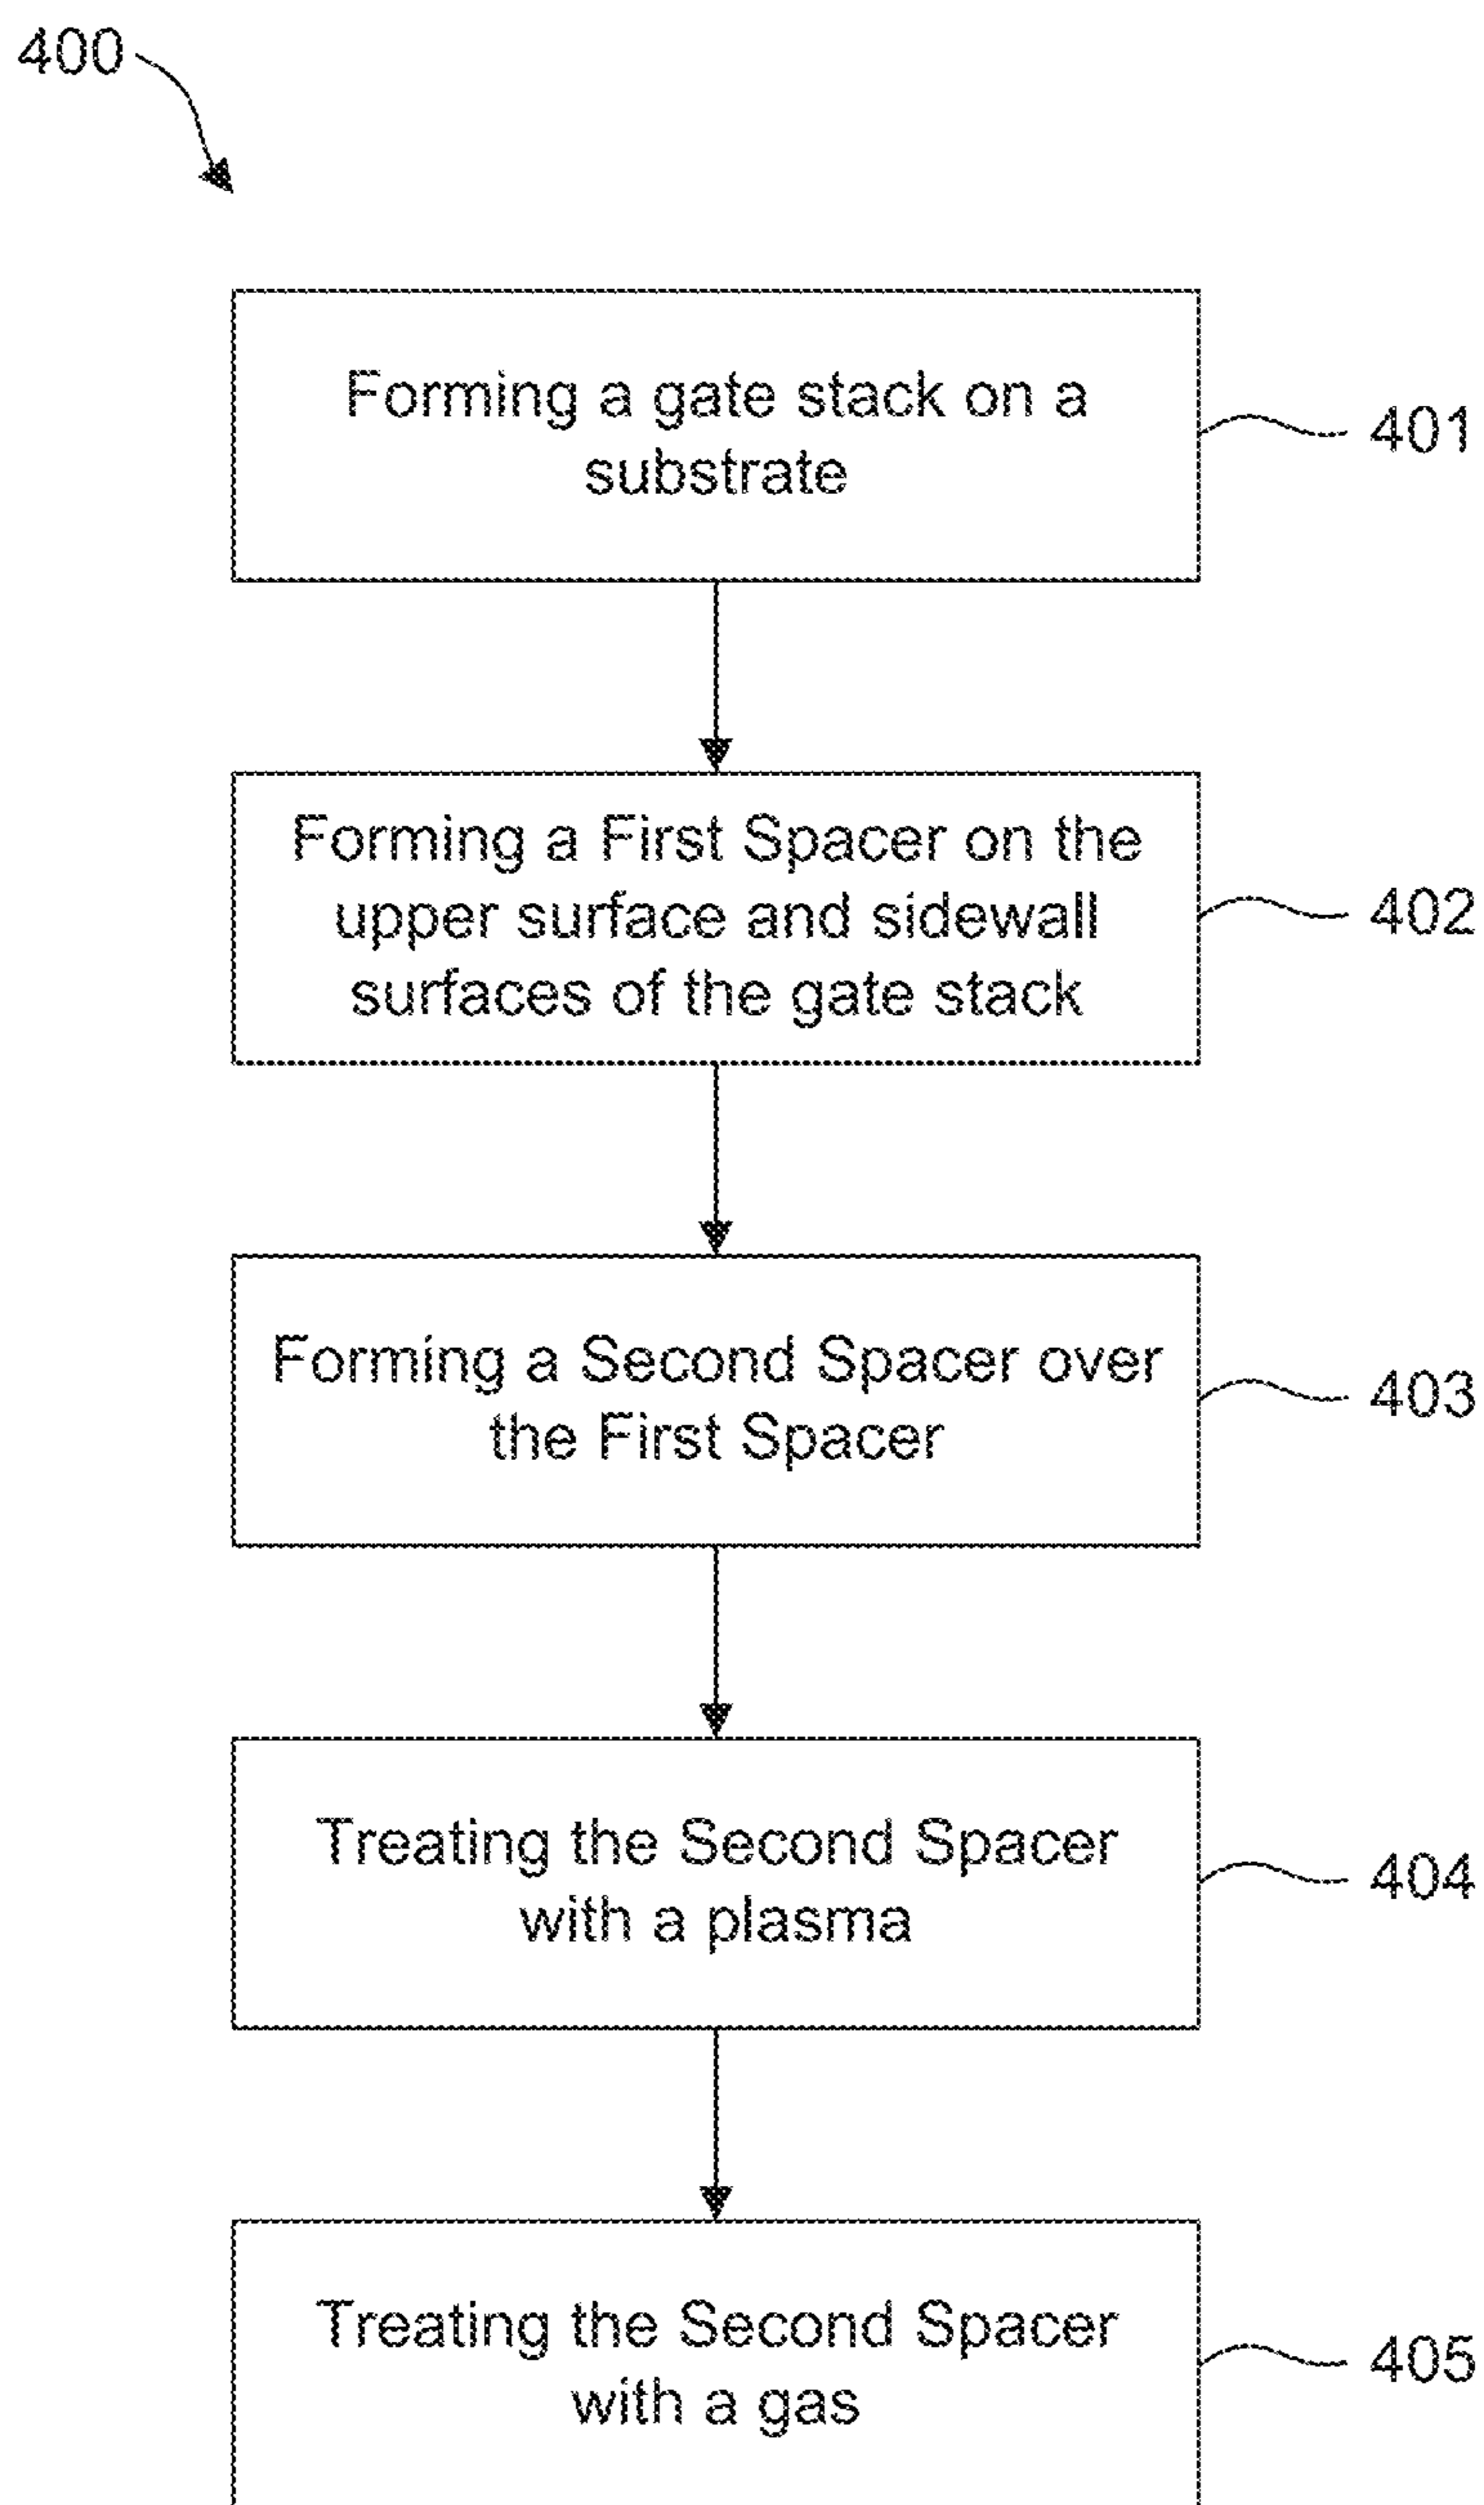 400
Forming a gate stack on a
substrate
401
Forming a First Spacer on the
upper surface and sidewall
surfaces of the gate stack
402
Forming a Second Spacer over
the First Spacer
403
Treating the Second Spacer
with a plasma
404
Treating the Second Spacer
with a gas
405